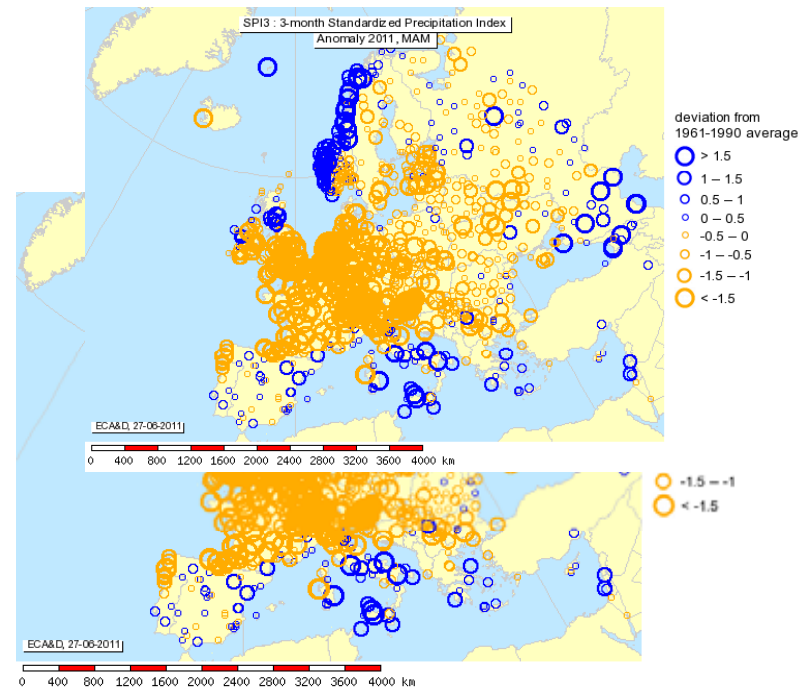 SPI3 : 3-month Standardized Precipitation Index
Anomaly 2011, MAM
deviation from
1961-1990 average
> 1.5
1 – 1.5
0.5 – 1
0 – 0.5
-0.5 – 0
-1 – -0.5
-1.5 – -1
< -1.5
ECA&D, 27-06-2011
0 400 800 1200 1600 2000 2400 2800 3200 3600 4000 km
-1.5 – -1
< -1.5
ECA&D, 27-06-2011
0 400 800 1200 1600 2000 2400 2800 3200 3600 4000 km